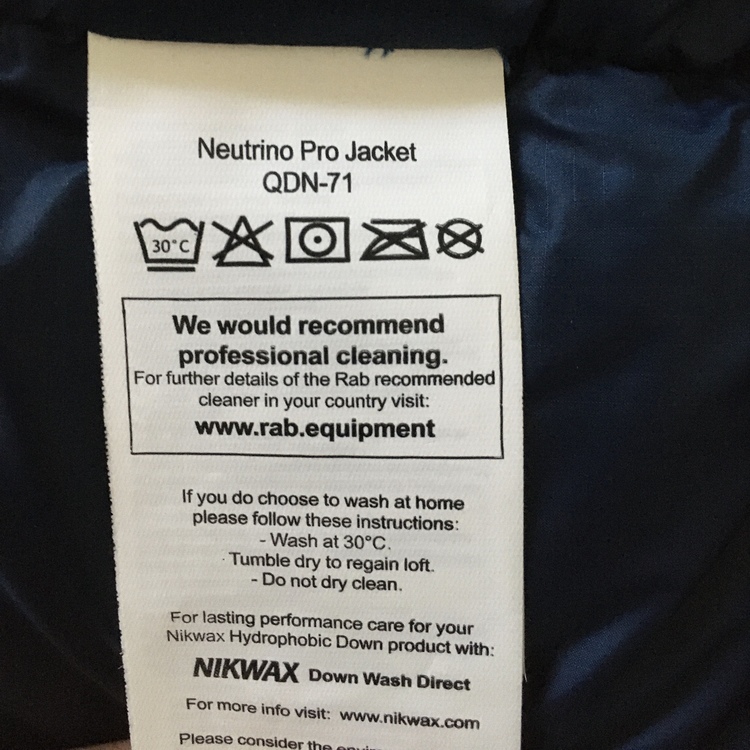 Neutrino Pro Jacket
QDN-71
30°C
We would recommend
professional cleaning.
For further details of the Rab recommended
cleaner in your country visit:
www.rab.equipment
If you do choose to wash at home
please follow these instructions:
- Wash at 30°C.
- Tumble dry to regain loft.
- Do not dry clean.
For lasting performance care for your
Nikwax Hydrophobic Down product with:
NIKWAX Down Wash Direct
For more info visit: www.nikwax.com
Please consider the